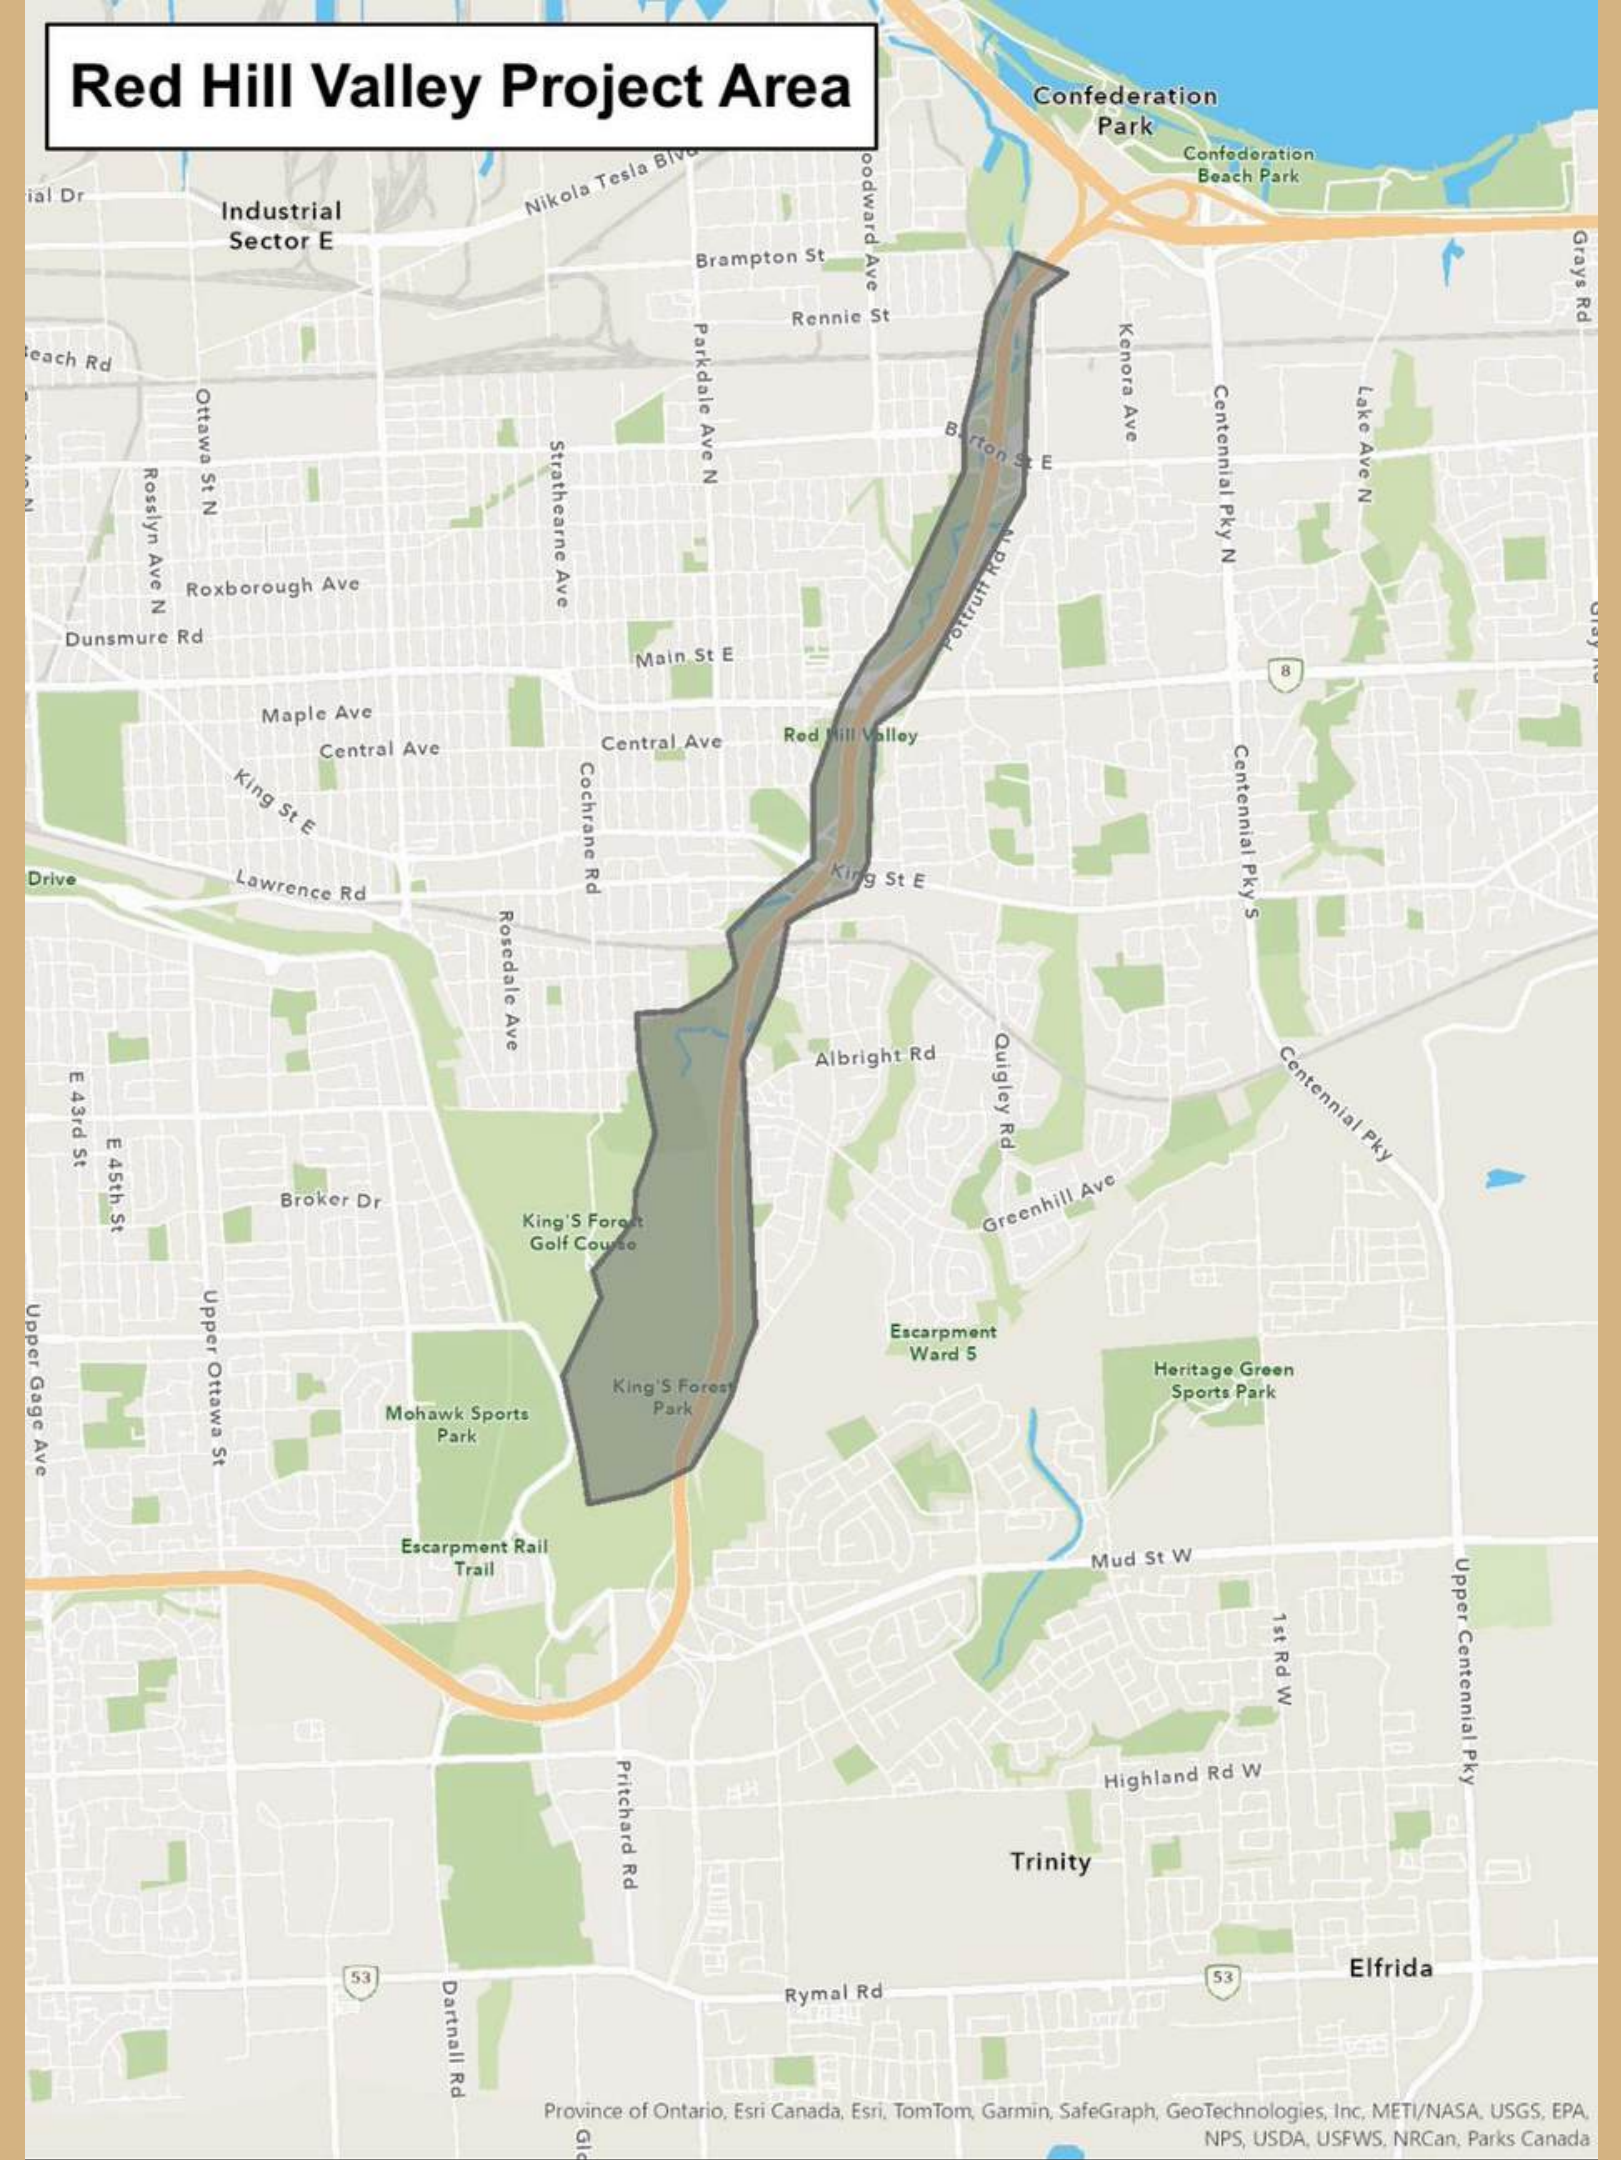 Red Hill Valley Project Area
Confederation
Park
Confederation
Beach Park
ial Dr
Industrial
Sector E
Nikola Tesla Blvd
oodward Ave
Brampton St
Rennie St
Grays Rd
Parkdale Ave N
Kenora Ave
each Rd
Ottawa St N
Centennial Pky N
Lake Ave N
Barton St E
Strathearne Ave
Rosslyn Ave N
Pottruff Rd N
Roxborough Ave
Dunsmure Rd
Main St E
8
Maple Ave
Central Ave
Central Ave
Red Hill Valley
King St E
Cochrane Rd
Centennial Pky S
King St E
Drive
Lawrence Rd
Rosedale Ave
Albright Rd
Quigley Rd
Centennial Pky
E 43rd St
E 45th St
Broker Dr
King'S Forest
Golf Course
Greenhill Ave
Upper Gage Ave
Upper Ottawa St
Escarpment
Ward 5
Heritage Green
Sports Park
King'S Forest
Park
Mohawk Sports
Park
Escarpment Rail
Trail
Mud St W
Upper Centennial Pky
1st Rd W
Pritchard Rd
Highland Rd W
Trinity
Elfrida
53
53
Rymal Rd
Dartnall Rd
Glo
Province of Ontario, Esri Canada, Esri, TomTom, Garmin, SafeGraph, GeoTechnologies, Inc, METI/NASA, USGS, EPA,
NPS, USDA, USFWS, NRCan, Parks Canada